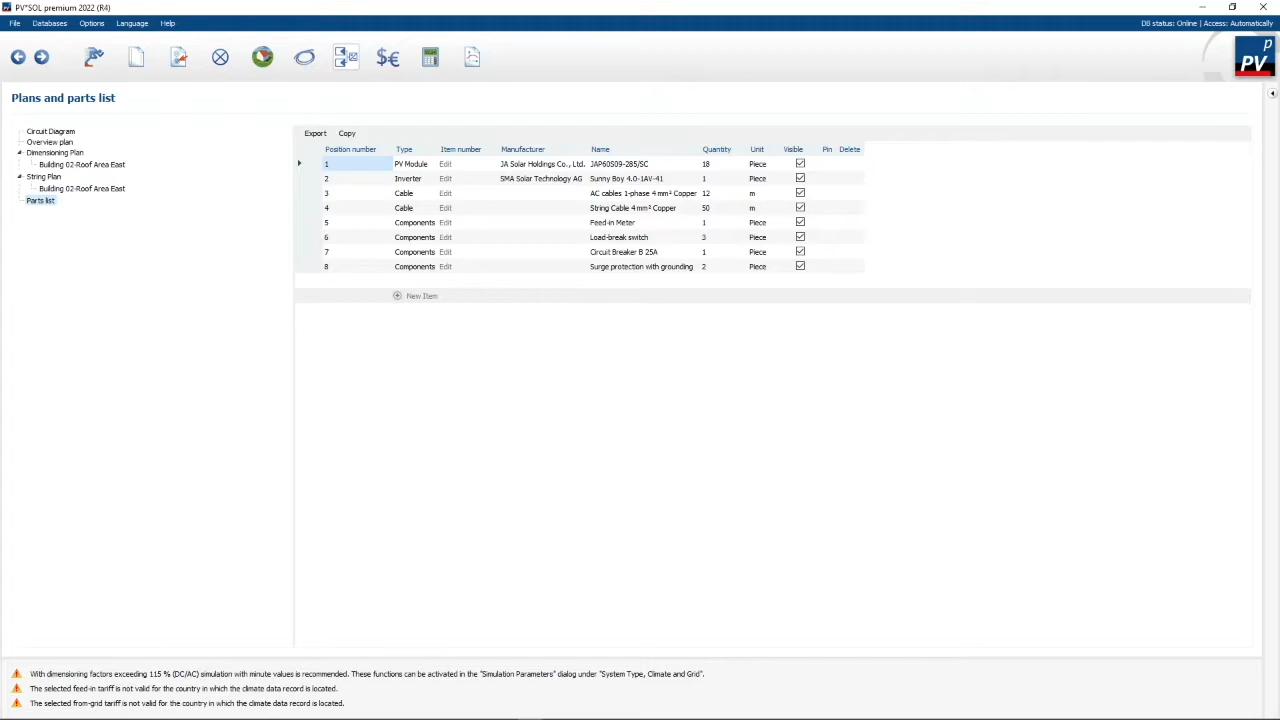 PV*SOL premium 2022 (R4)
File Databases Options Language Help
DB status: Online | Access: Automatically
p
PV
Plans and parts list
Circuit Diagram
Overview plan
Dimensioning Plan
Building 02-Roof Area East
String Plan
Building 02-Roof Area East
Parts list
Export Copy
Position number Type Item number Manufacturer Name Quantity Unit Visible Pin Delete
1 PV Module Edit JA Solar Holdings Co., Ltd. JAP60S09-285/SC 18 Piece
2 Inverter Edit SMA Solar Technology AG Sunny Boy 4.0-1AV-41 1 Piece
3 Cable Edit AC cables 1-phase 4 mm² Copper 12 m
4 Cable Edit String Cable 4 mm² Copper 50 m
5 Components Edit Feed-in Meter 1 Piece
6 Components Edit Load-break switch 3 Piece
7 Components Edit Circuit Breaker B 25A 1 Piece
8 Components Edit Surge protection with grounding 2 Piece
New Item
With dimensioning factors exceeding 115 % (DC/AC) simulation with minute values is recommended. These functions can be activated in the "Simulation Parameters" dialog under "System Type, Climate and Grid".
The selected feed-in tariff is not valid for the country in which the climate data record is located.
The selected from-grid tariff is not valid for the country in which the climate data record is located.